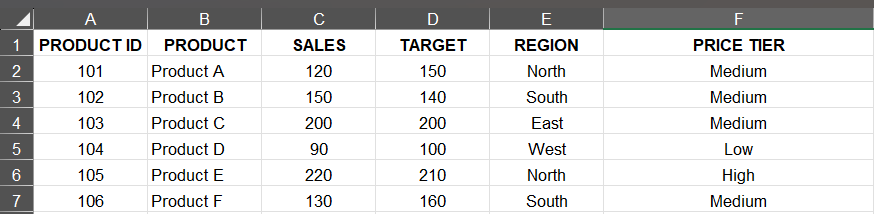 A B C D E F
1 PRODUCT ID PRODUCT SALES TARGET REGION PRICE TIER
2 101 Product A 120 150 North Medium
3 102 Product B 150 140 South Medium
4 103 Product C 200 200 East Medium
5 104 Product D 90 100 West Low
6 105 Product E 220 210 North High
7 106 Product F 130 160 South Medium